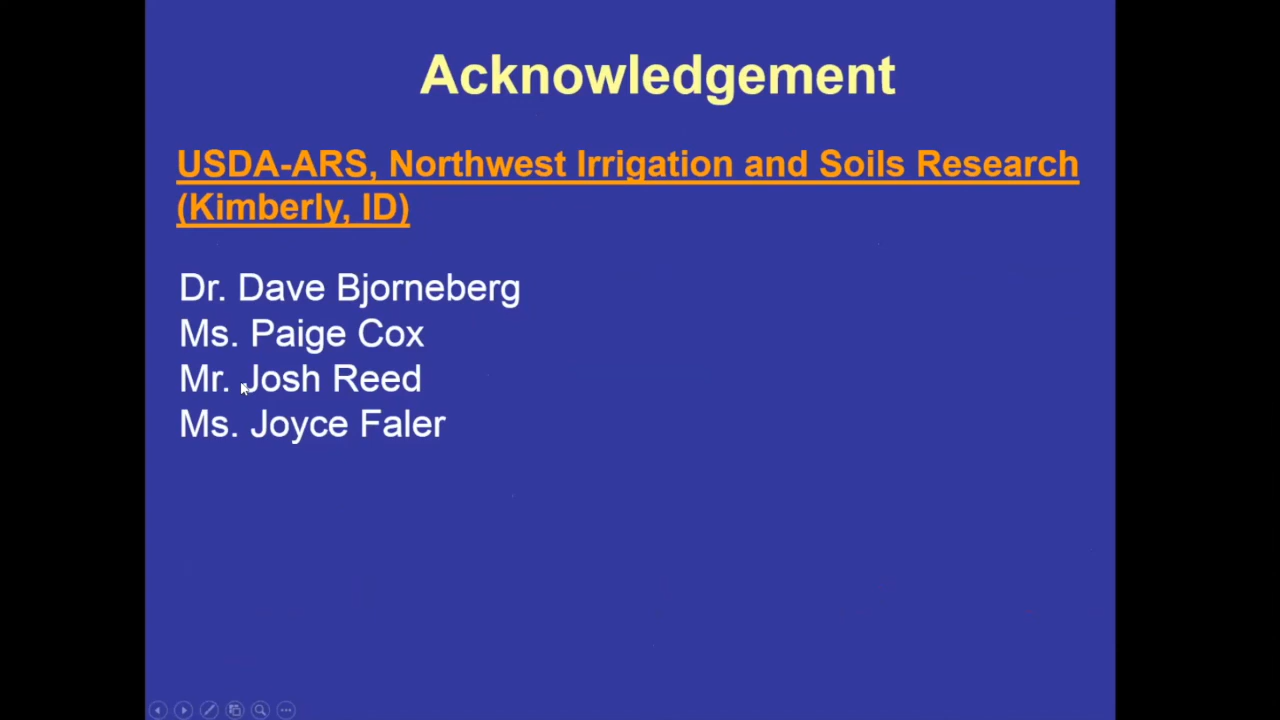 Acknowledgement
USDA-ARS, Northwest Irrigation and Soils Research
(Kimberly, ID)
Dr. Dave Bjorneberg
Ms. Paige Cox
Mr. Josh Reed
Ms. Joyce Faler